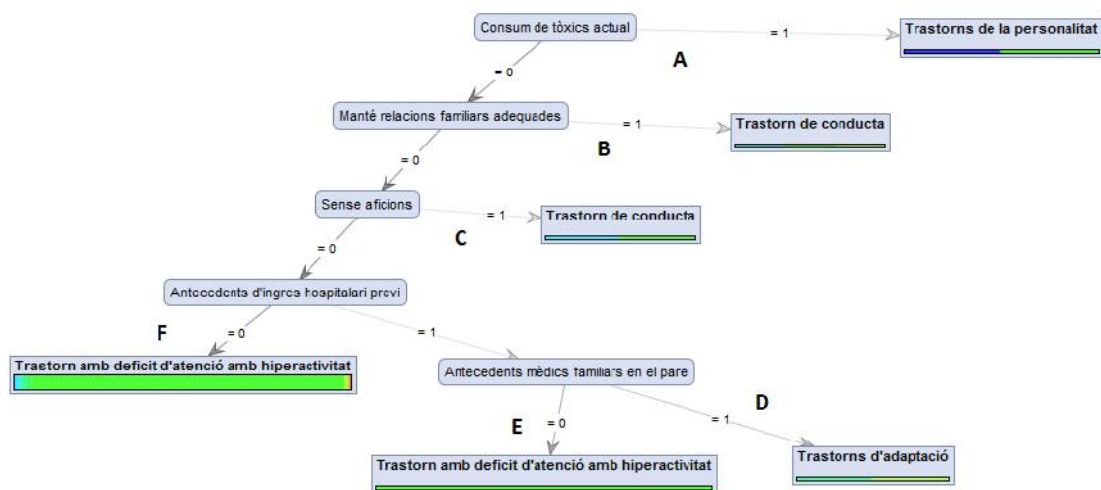 Consum de tòxics actual
= 1
Trastorns de la personalitat
A
= 0
Manté relacions familiars adequades
= 1
Trastorn de conducta
B
= 0
Sense aficions
= 1
Trastorn de conducta
C
= 0
Antecedents d'ingres hospitalari previ
F
= 0
= 1
Trastorn amb deficit d'atenció amb hiperactivitat
Antecedents mèdics familiars en el pare
E
= 0
D
= 1
Trastorn amb deficit d'atenció amb hiperactivitat
Trastorns d'adaptació